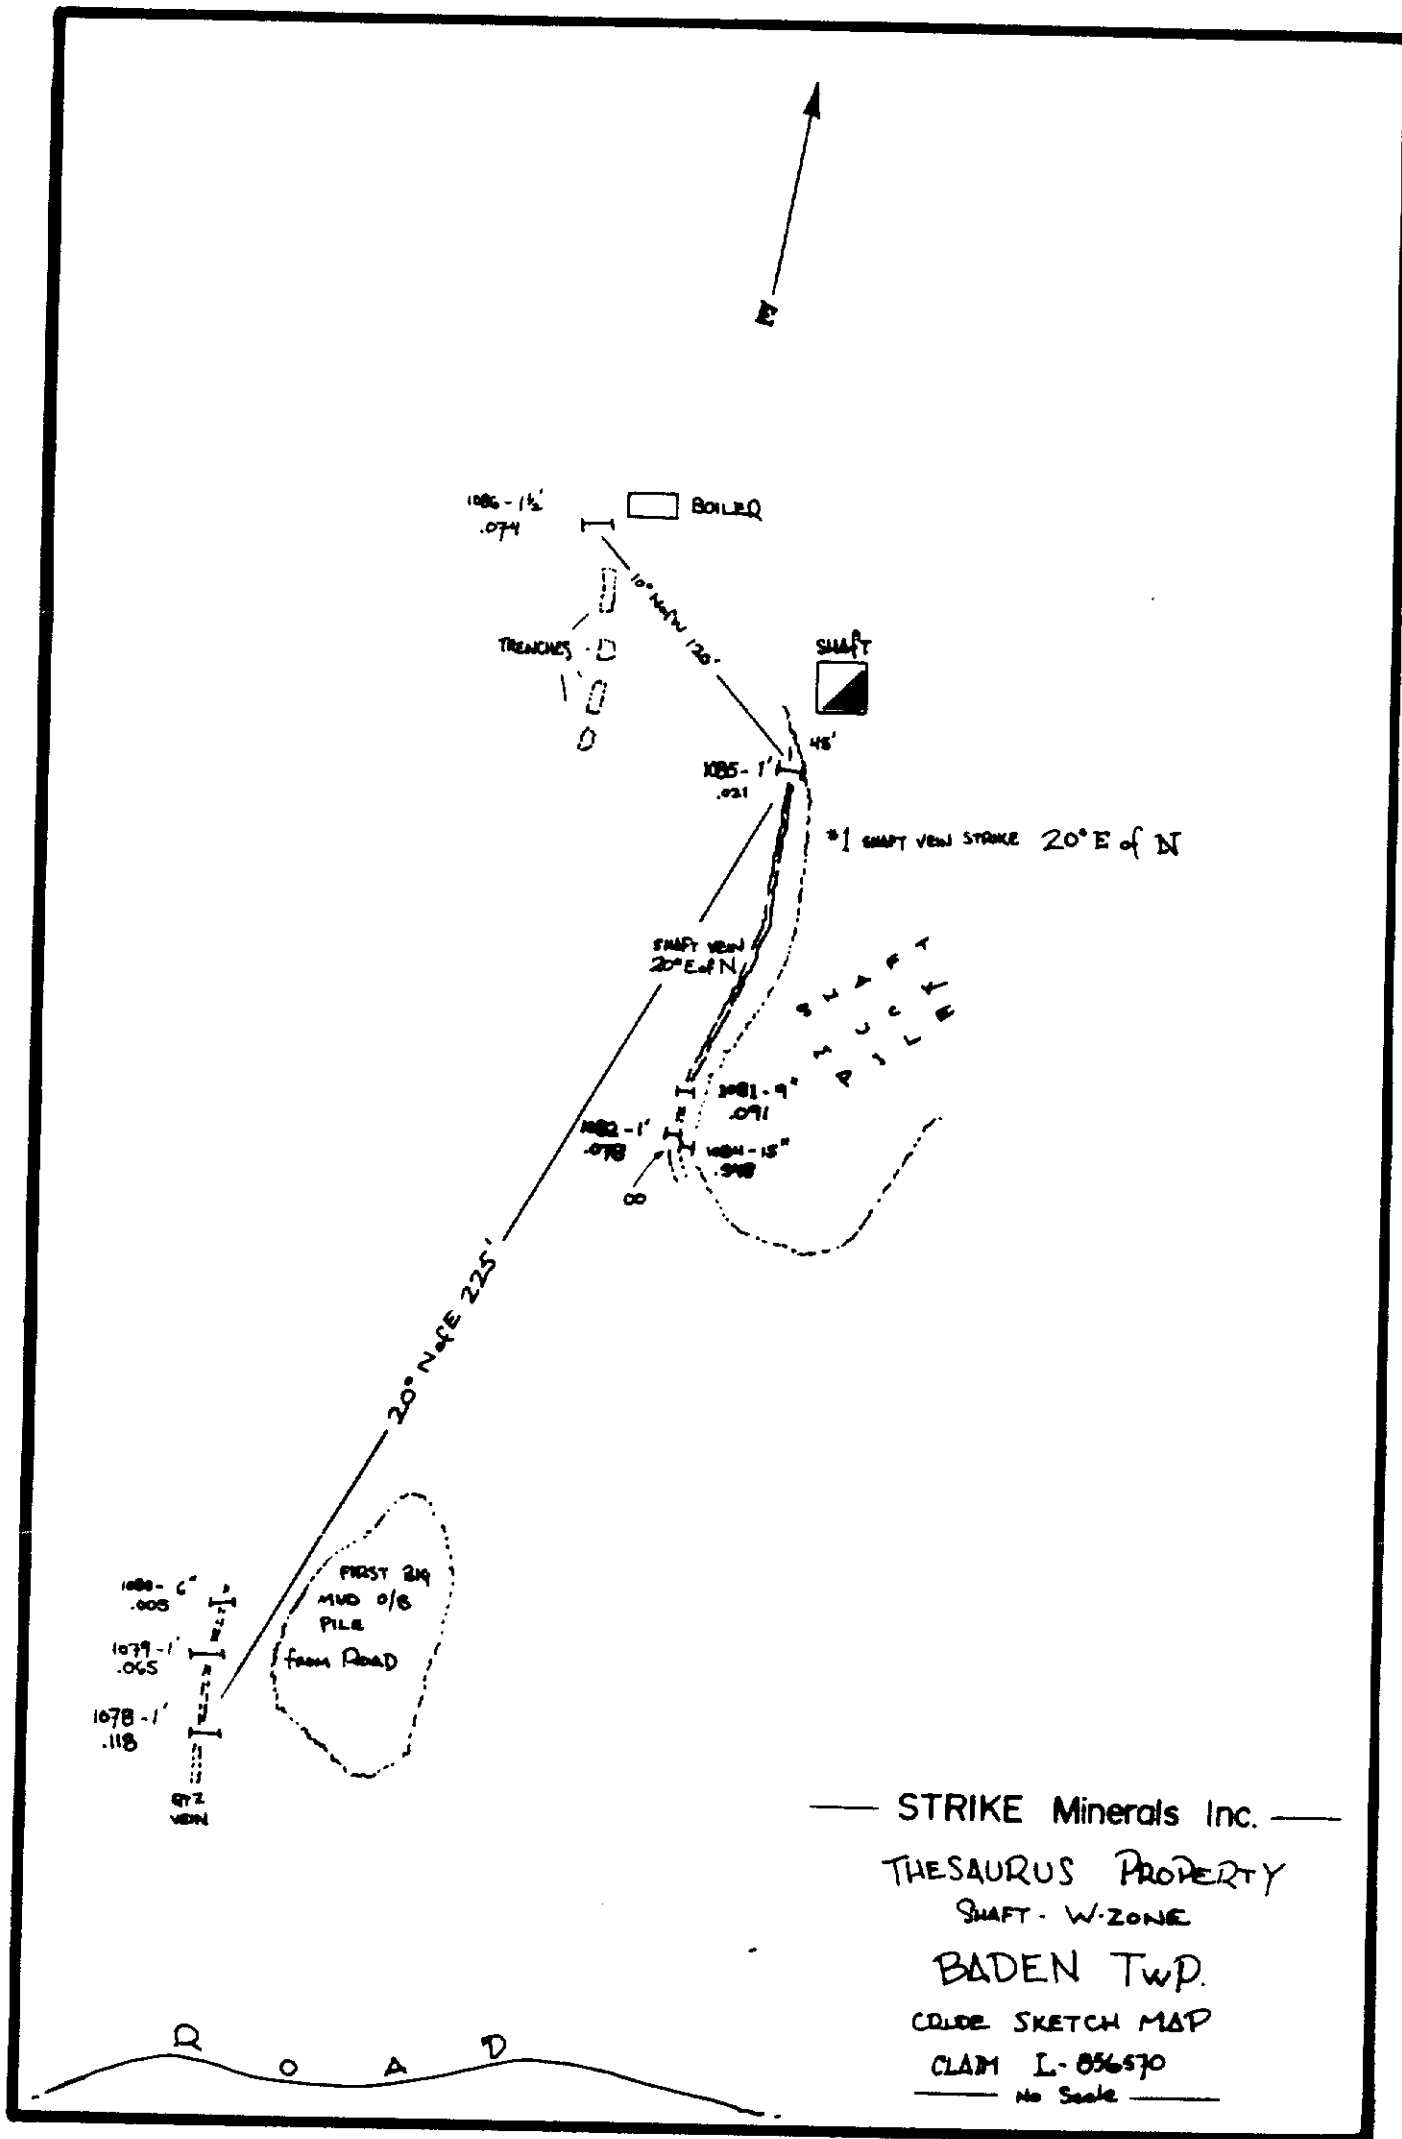 E
1086 - 1½'
.074
BOILER
10° N of W 120'
TRENCHES
SHAFT
45'
1085 - 1'
.021
#1 SHAFT VEIN STRIKE 20° E of N
SHAFT VEIN
20° E of N
SHAFT
MUCK
PILE
1081 - 9"
.091
1082 - 1'
.078
1084 - 15"
20° N of E 225'
FIRST BIG
MUD O/B
PILE
from ROAD
1080 - 6"
.005
1079 - 1'
.065
1078 - 1'
.118
QTZ
VEIN
STRIKE Minerals Inc.
THESAURUS PROPERTY
SHAFT - W-ZONE
BADEN TWP.
CRUDE SKETCH MAP
CLAIM L-856570
No Scale
ROAD